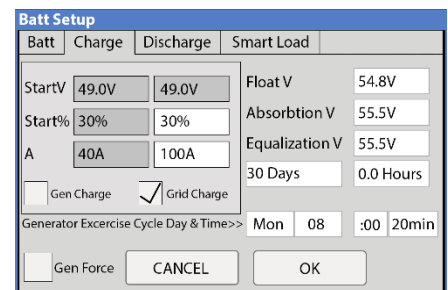 Batt Setup
Batt Charge Discharge Smart Load
StartV 49.0V 49.0V
Start% 30% 30%
A 40A 100A
Gen Charge Grid Charge
Float V 54.8V
Absorbtion V 55.5V
Equalization V 55.5V
30 Days 0.0 Hours
Generator Excercise Cycle Day & Time>> Mon 08 :00 20min
Gen Force CANCEL OK